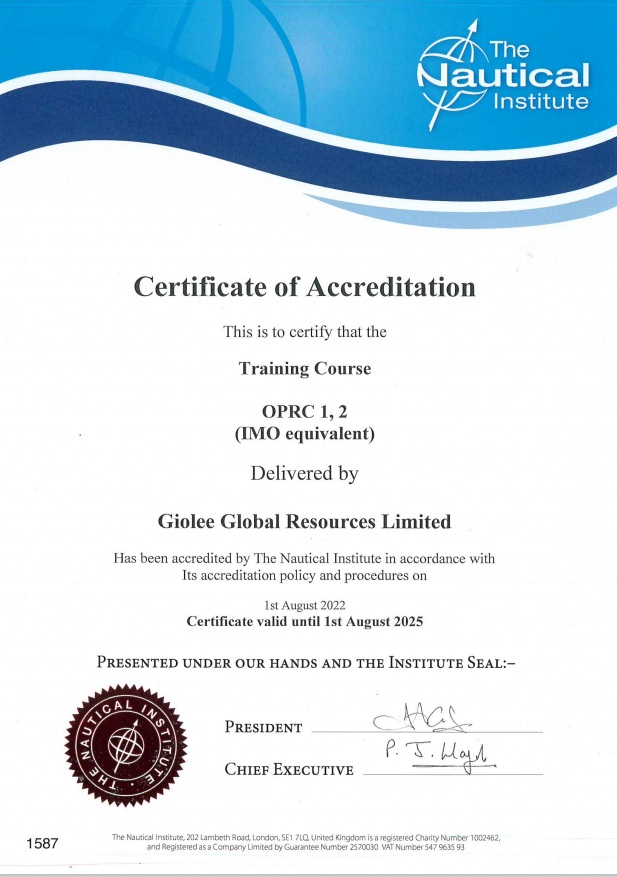 The
Nautical
Institute
Certificate of Accreditation
This is to certify that the
Training Course
OPRC 1, 2
(IMO equivalent)
Delivered by
Giolee Global Resources Limited
Has been accredited by The Nautical Institute in accordance with
Its accreditation policy and procedures on
1st August 2022
Certificate valid until 1st August 2025
PRESENTED UNDER OUR HANDS AND THE INSTITUTE SEAL:–
THE NAUTICAL INSTITUTE
PRESIDENT
P. J. Lloyd
CHIEF EXECUTIVE
1587
The Nautical Institute, 202 Lambeth Road, London, SE1 7LQ, United Kingdom is a registered Charity Number 1002462,
and Registered as a Company Limited by Guarantee Number 2570030 VAT Number 547 9635 93